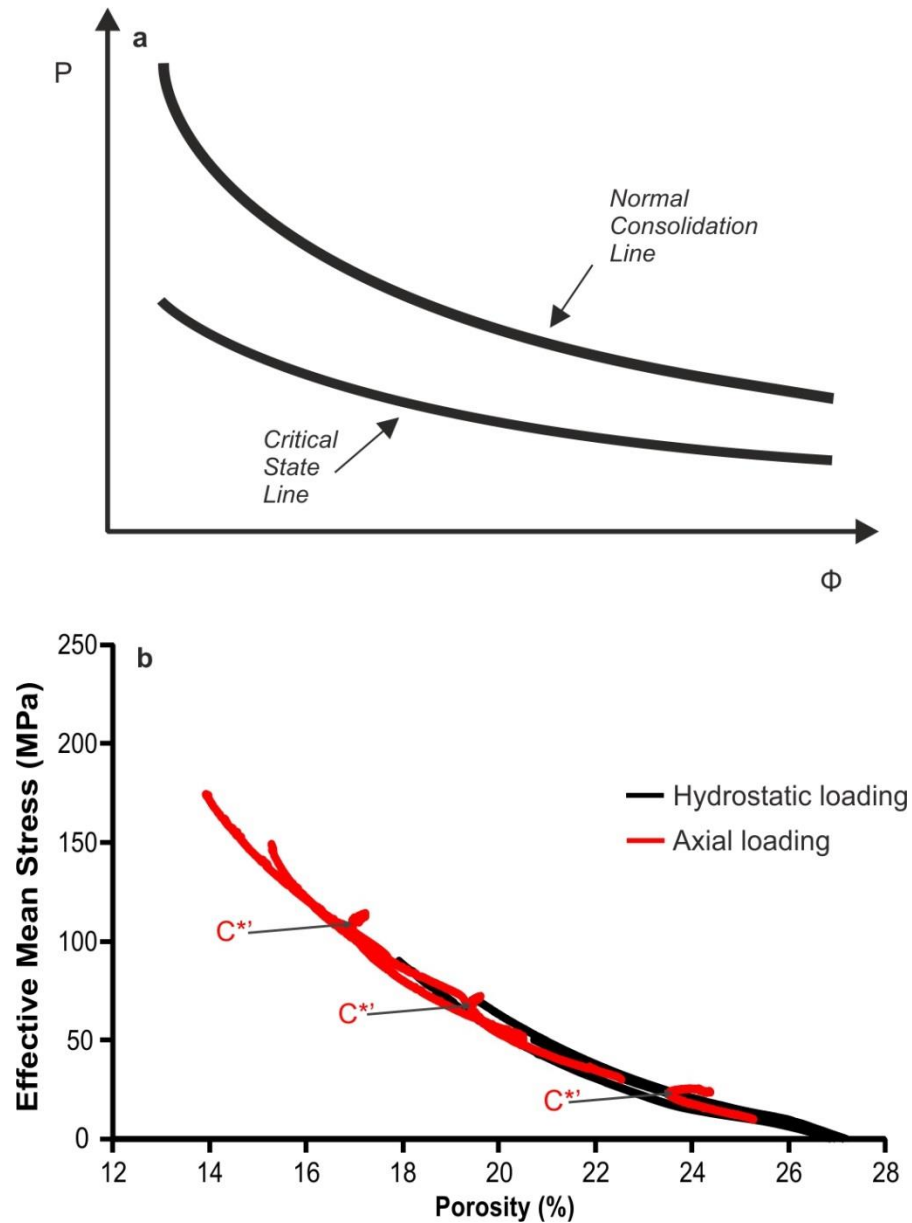 a
P
Normal
Consolidation
Line
Critical
State
Line
Φ
b
Effective Mean Stress (MPa)
250
200
150
100
50
0
Hydrostatic loading
Axial loading
C*'
C*'
C*'
12 14 16 18 20 22 24 26 28
Porosity (%)